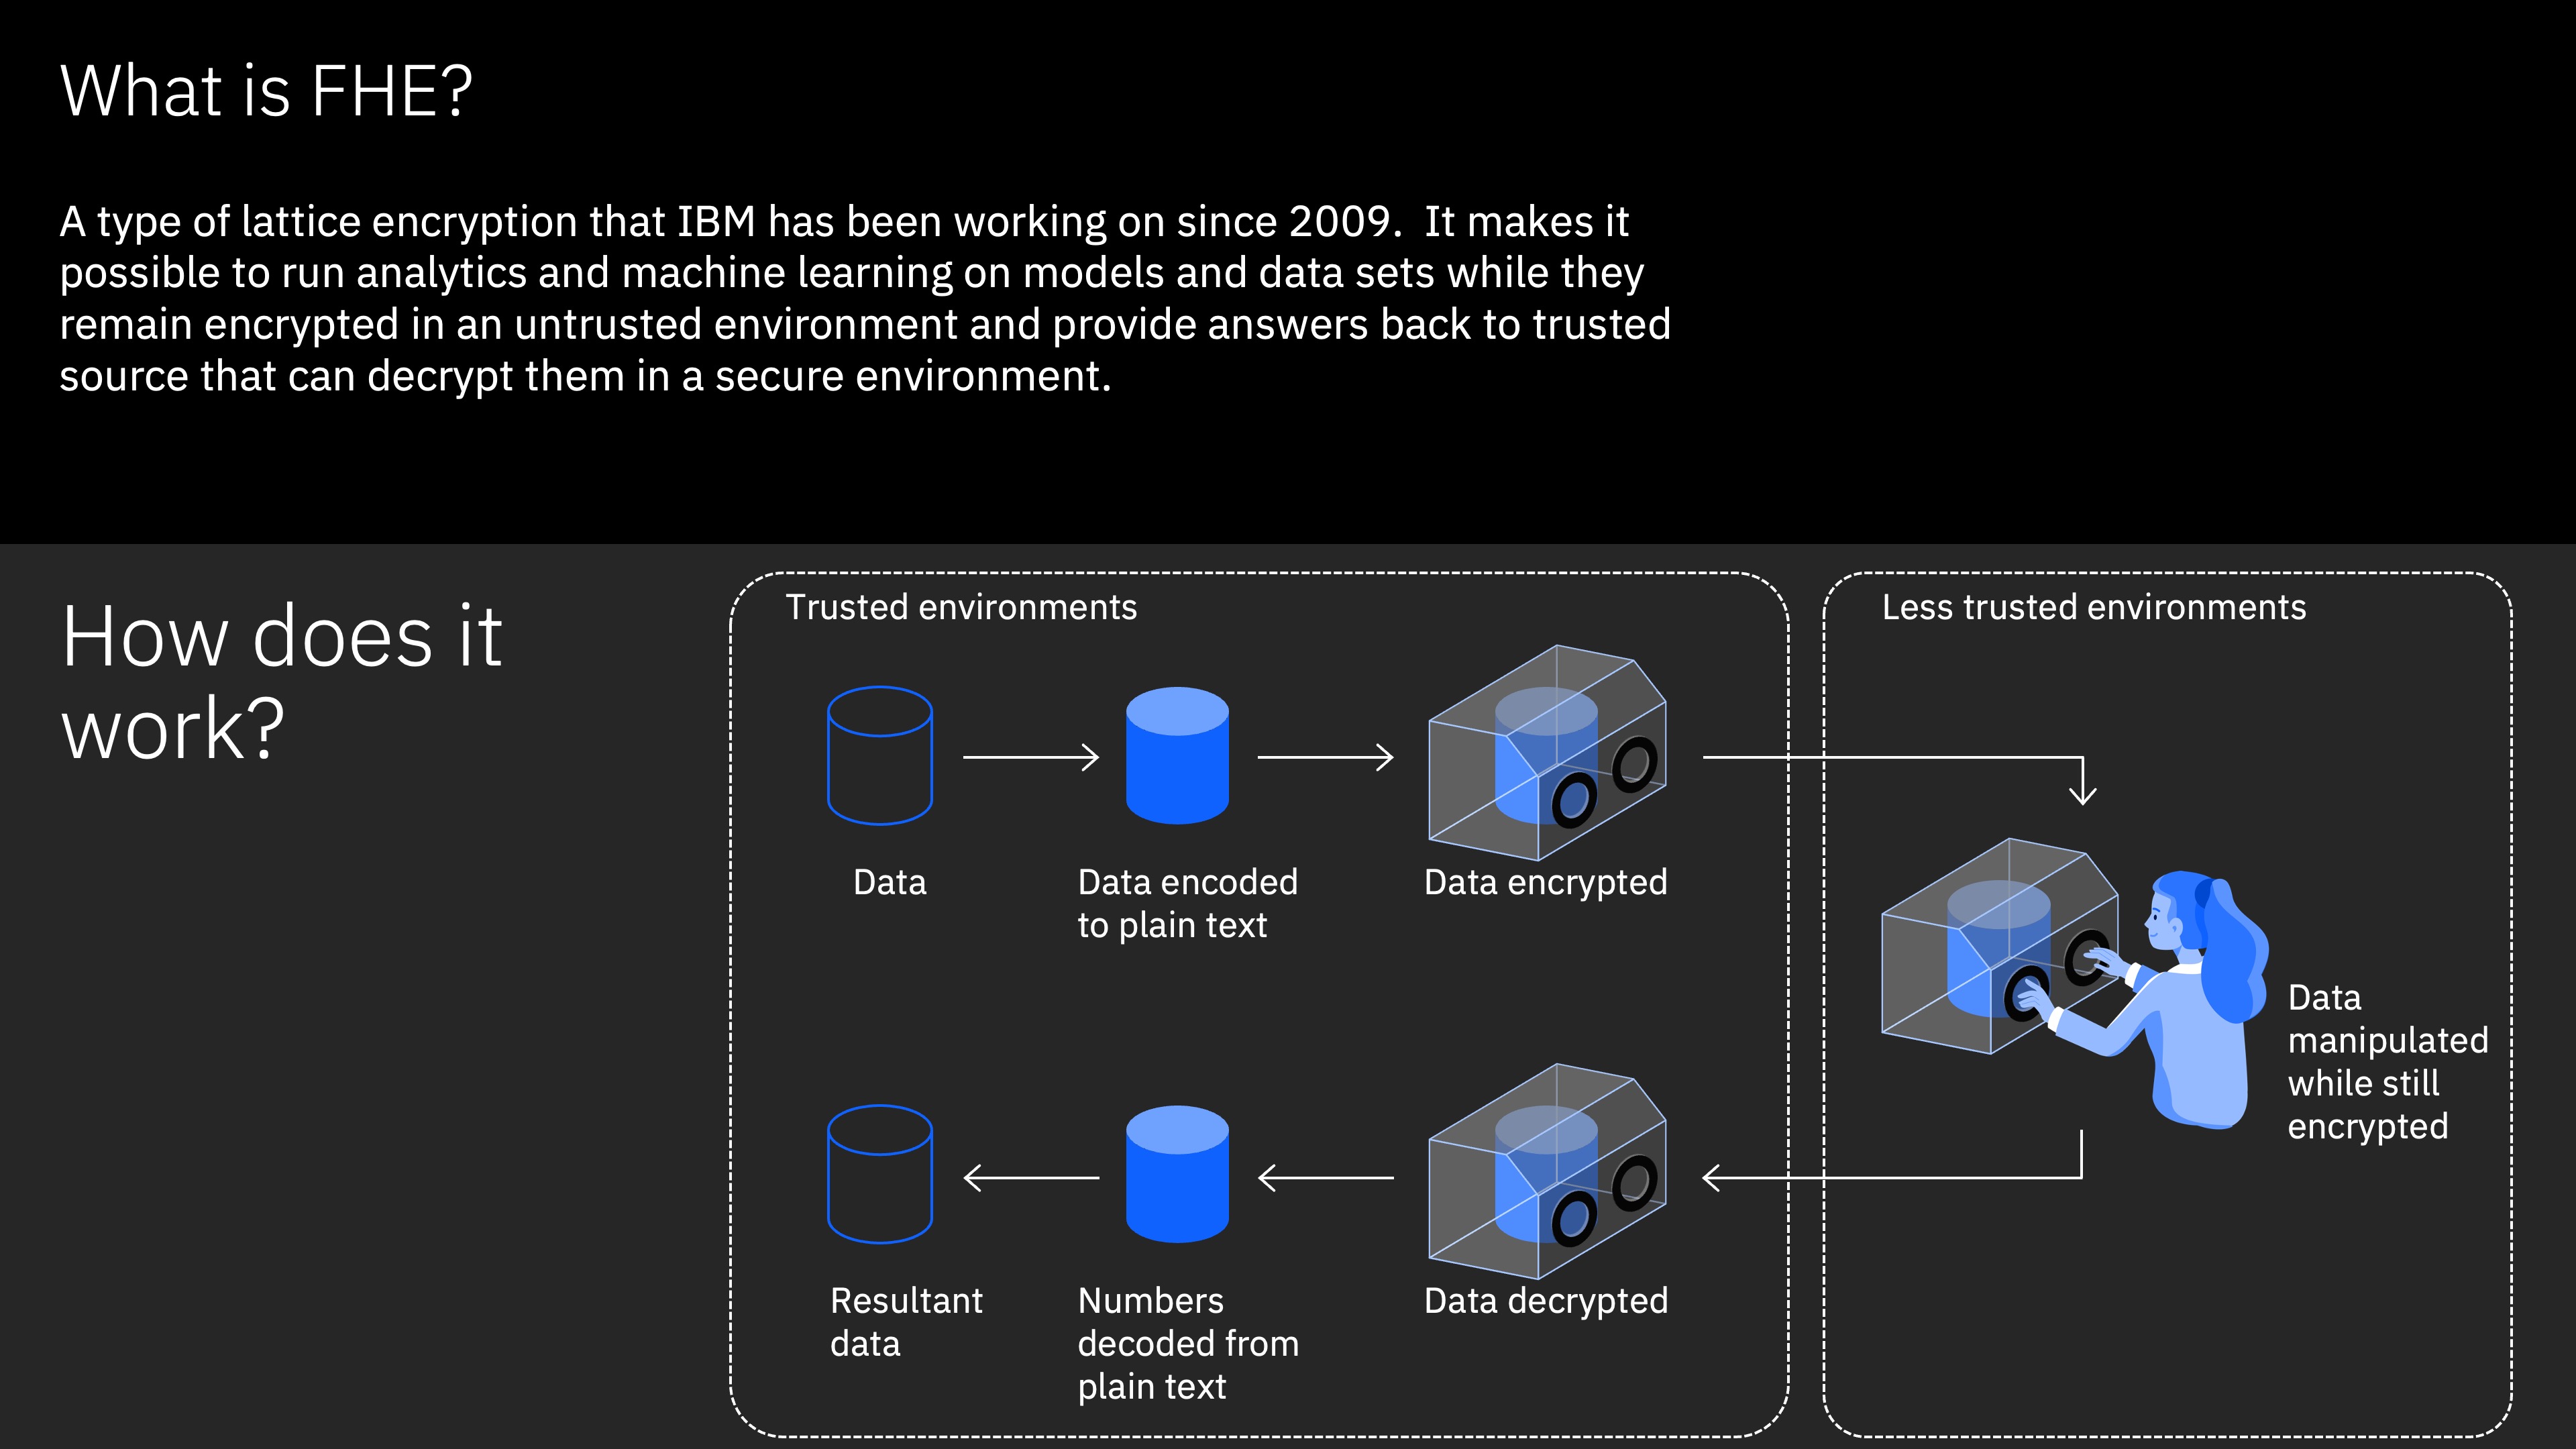 What is FHE?
A type of lattice encryption that IBM has been working on since 2009.  It makes it
possible to run analytics and machine learning on models and data sets while they
remain encrypted in an untrusted environment and provide answers back to trusted
source that can decrypt them in a secure environment.
How does it
work?
Trusted environments
Data
Data encoded
to plain text
Data encrypted
Less trusted environments
Data
manipulated
while still
encrypted
Resultant
data
Numbers
decoded from
plain text
Data decrypted